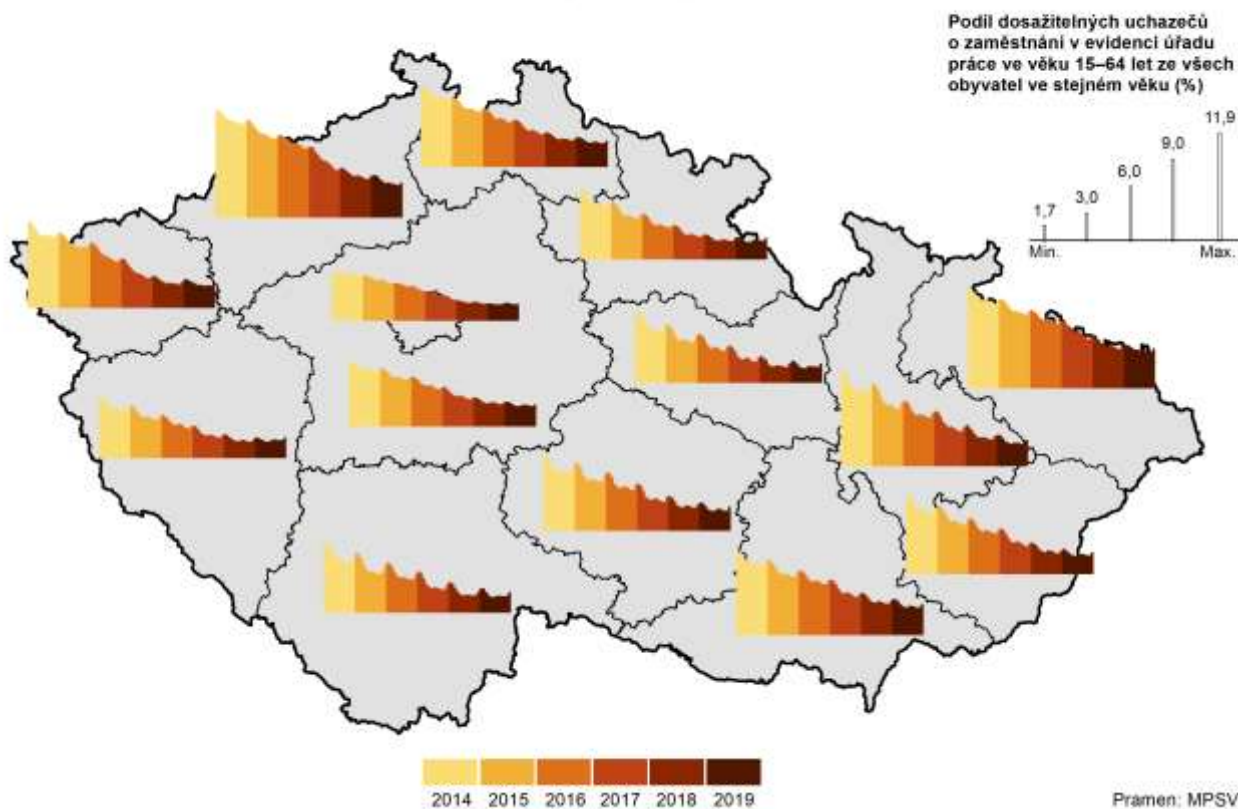 Podíl dosažitelných uchazečů
o zaměstnání v evidenci úřadu
práce ve věku 15–64 let ze všech
obyvatel ve stejném věku (%)
11,9
9,0
6,0
3,0
1,7
Min. Max.
2014 2015 2016 2017 2018 2019
Pramen: MPSV